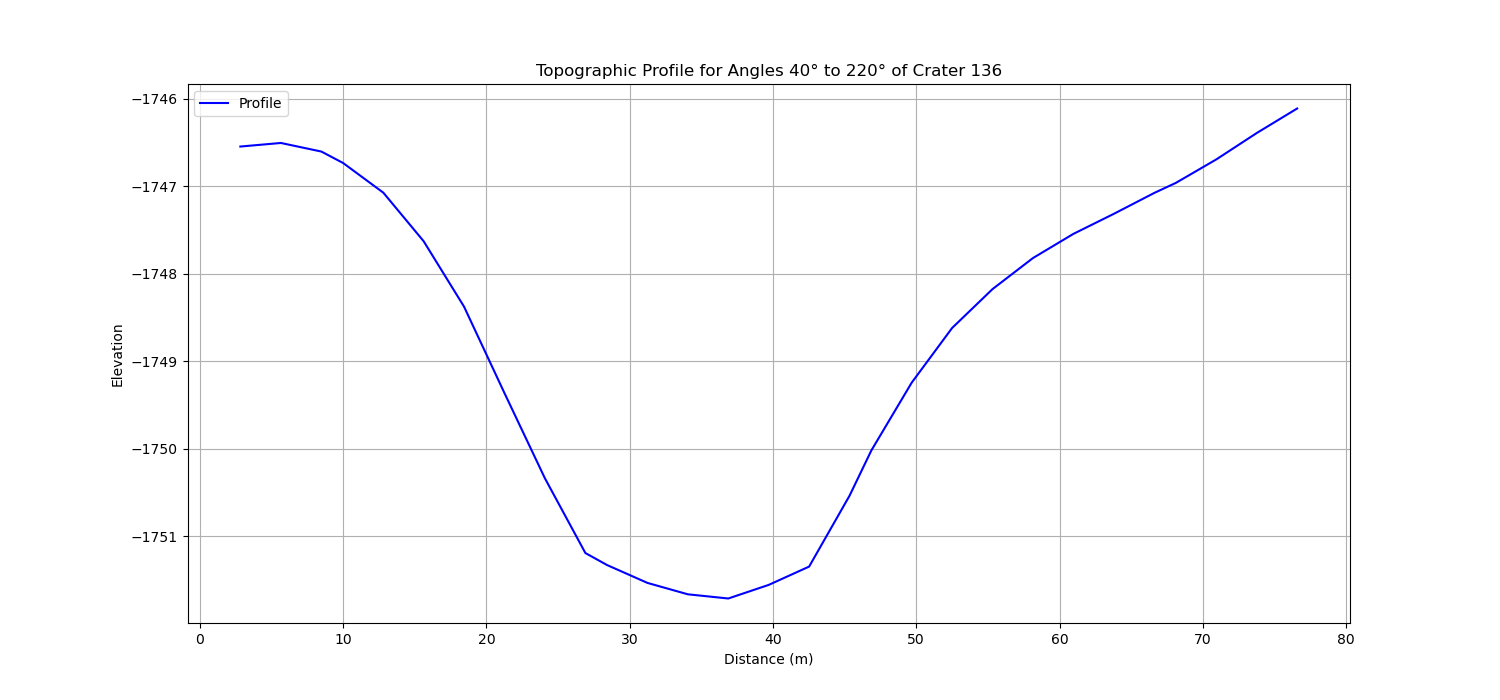 Topographic Profile for Angles 40° to 220° of Crater 136
Profile
Elevation
−1746
−1747
−1748
−1749
−1750
−1751
0 10 20 30 40 50 60 70 80
Distance (m)